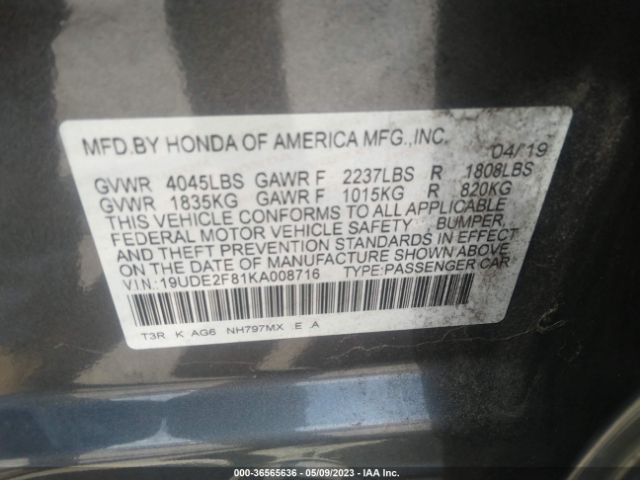 MFD.BY HONDA OF AMERICA MFG.,INC. 04/19
GVWR 4045LBS GAWR F 2237LBS R 1808LBS
GVWR 1835KG GAWR F 1015KG R 820KG
THIS VEHICLE CONFORMS TO ALL APPLICABLE
FEDERAL MOTOR VEHICLE SAFETY BUMPER,
AND THEFT PREVENTION STANDARDS IN EFFECT
ON THE DATE OF MANUFACTURE SHOWN ABOVE.
V.I.N.:19UDE2F81KA008716 TYPE:PASSENGER CAR
T3R K AG6 NH797MX E A
000-36565636 - 05/09/2023 - IAA Inc.